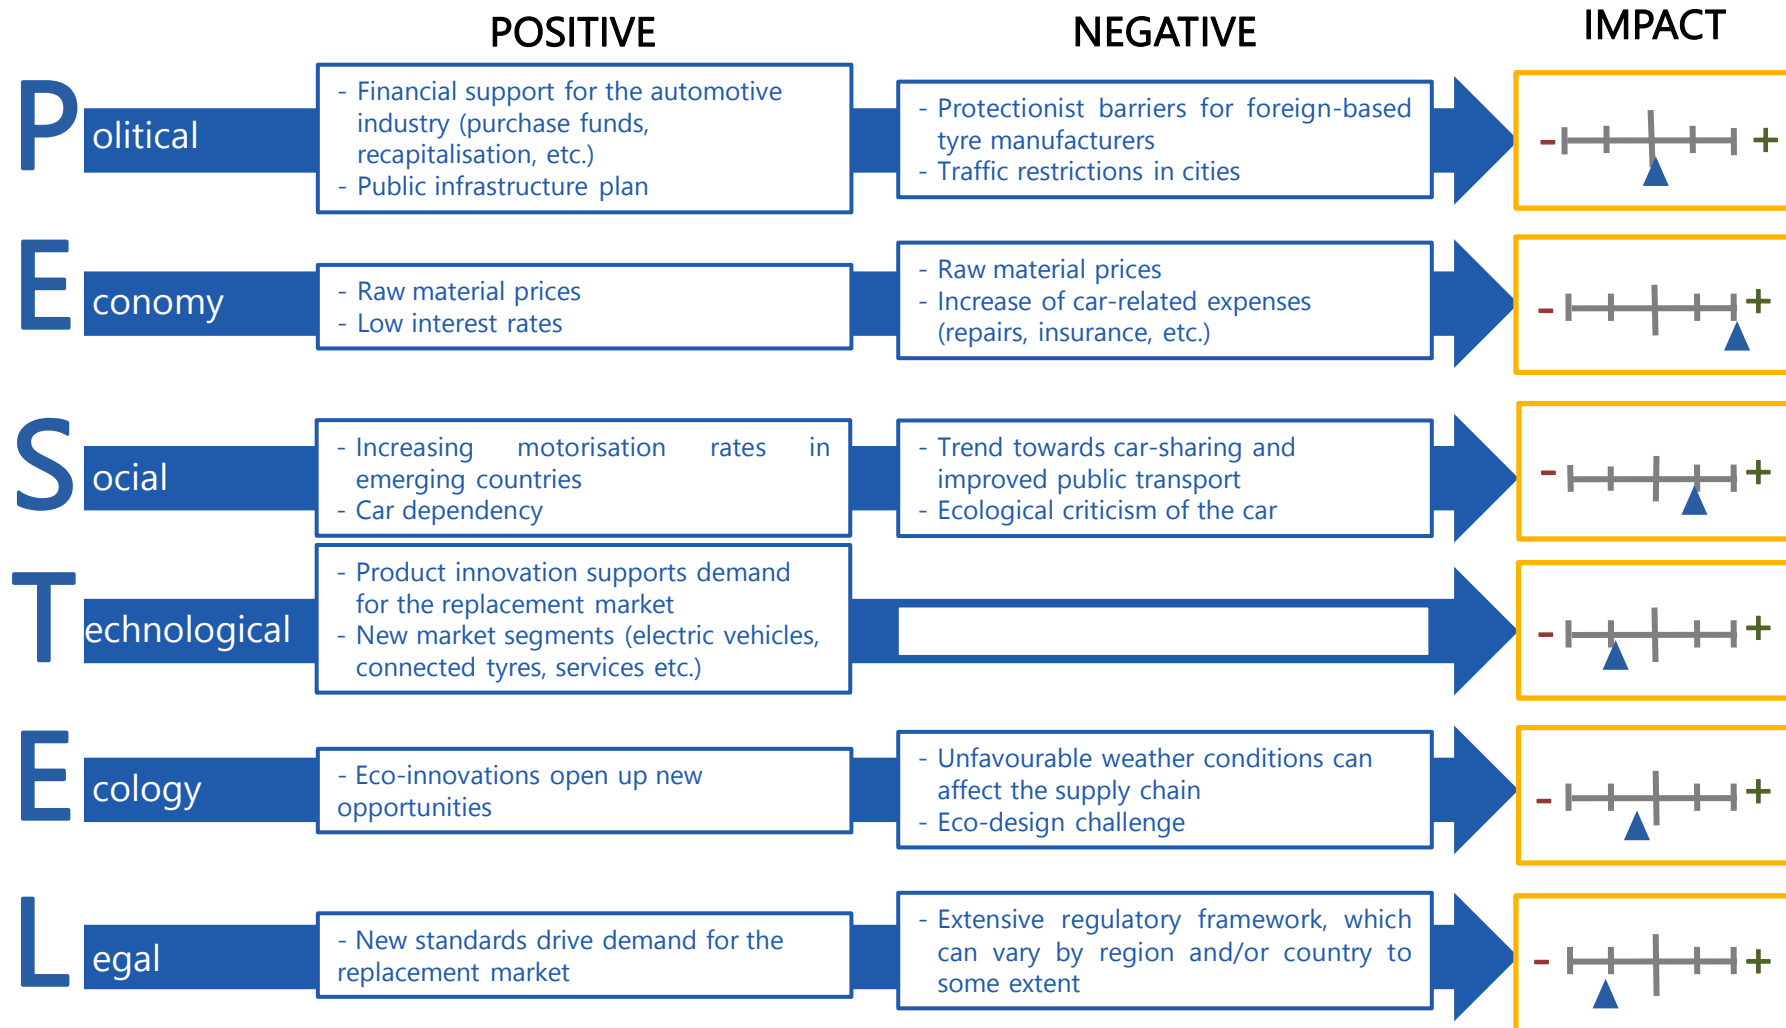 POSITIVE NEGATIVE IMPACT
Political
- Financial support for the automotive
industry (purchase funds,
recapitalisation, etc.)
- Public infrastructure plan
- Protectionist barriers for foreign-based
tyre manufacturers
- Traffic restrictions in cities
- +
Economy
- Raw material prices
- Low interest rates
- Raw material prices
- Increase of car-related expenses
(repairs, insurance, etc.)
- +
Social
- Increasing motorisation rates in
emerging countries
- Car dependency
- Trend towards car-sharing and
improved public transport
- Ecological criticism of the car
- +
Technological
- Product innovation supports demand
for the replacement market
- New market segments (electric vehicles,
connected tyres, services etc.)
- +
Ecology
- Eco-innovations open up new
opportunities
- Unfavourable weather conditions can
affect the supply chain
- Eco-design challenge
- +
Legal
- New standards drive demand for the
replacement market
- Extensive regulatory framework, which
can vary by region and/or country to
some extent
- +